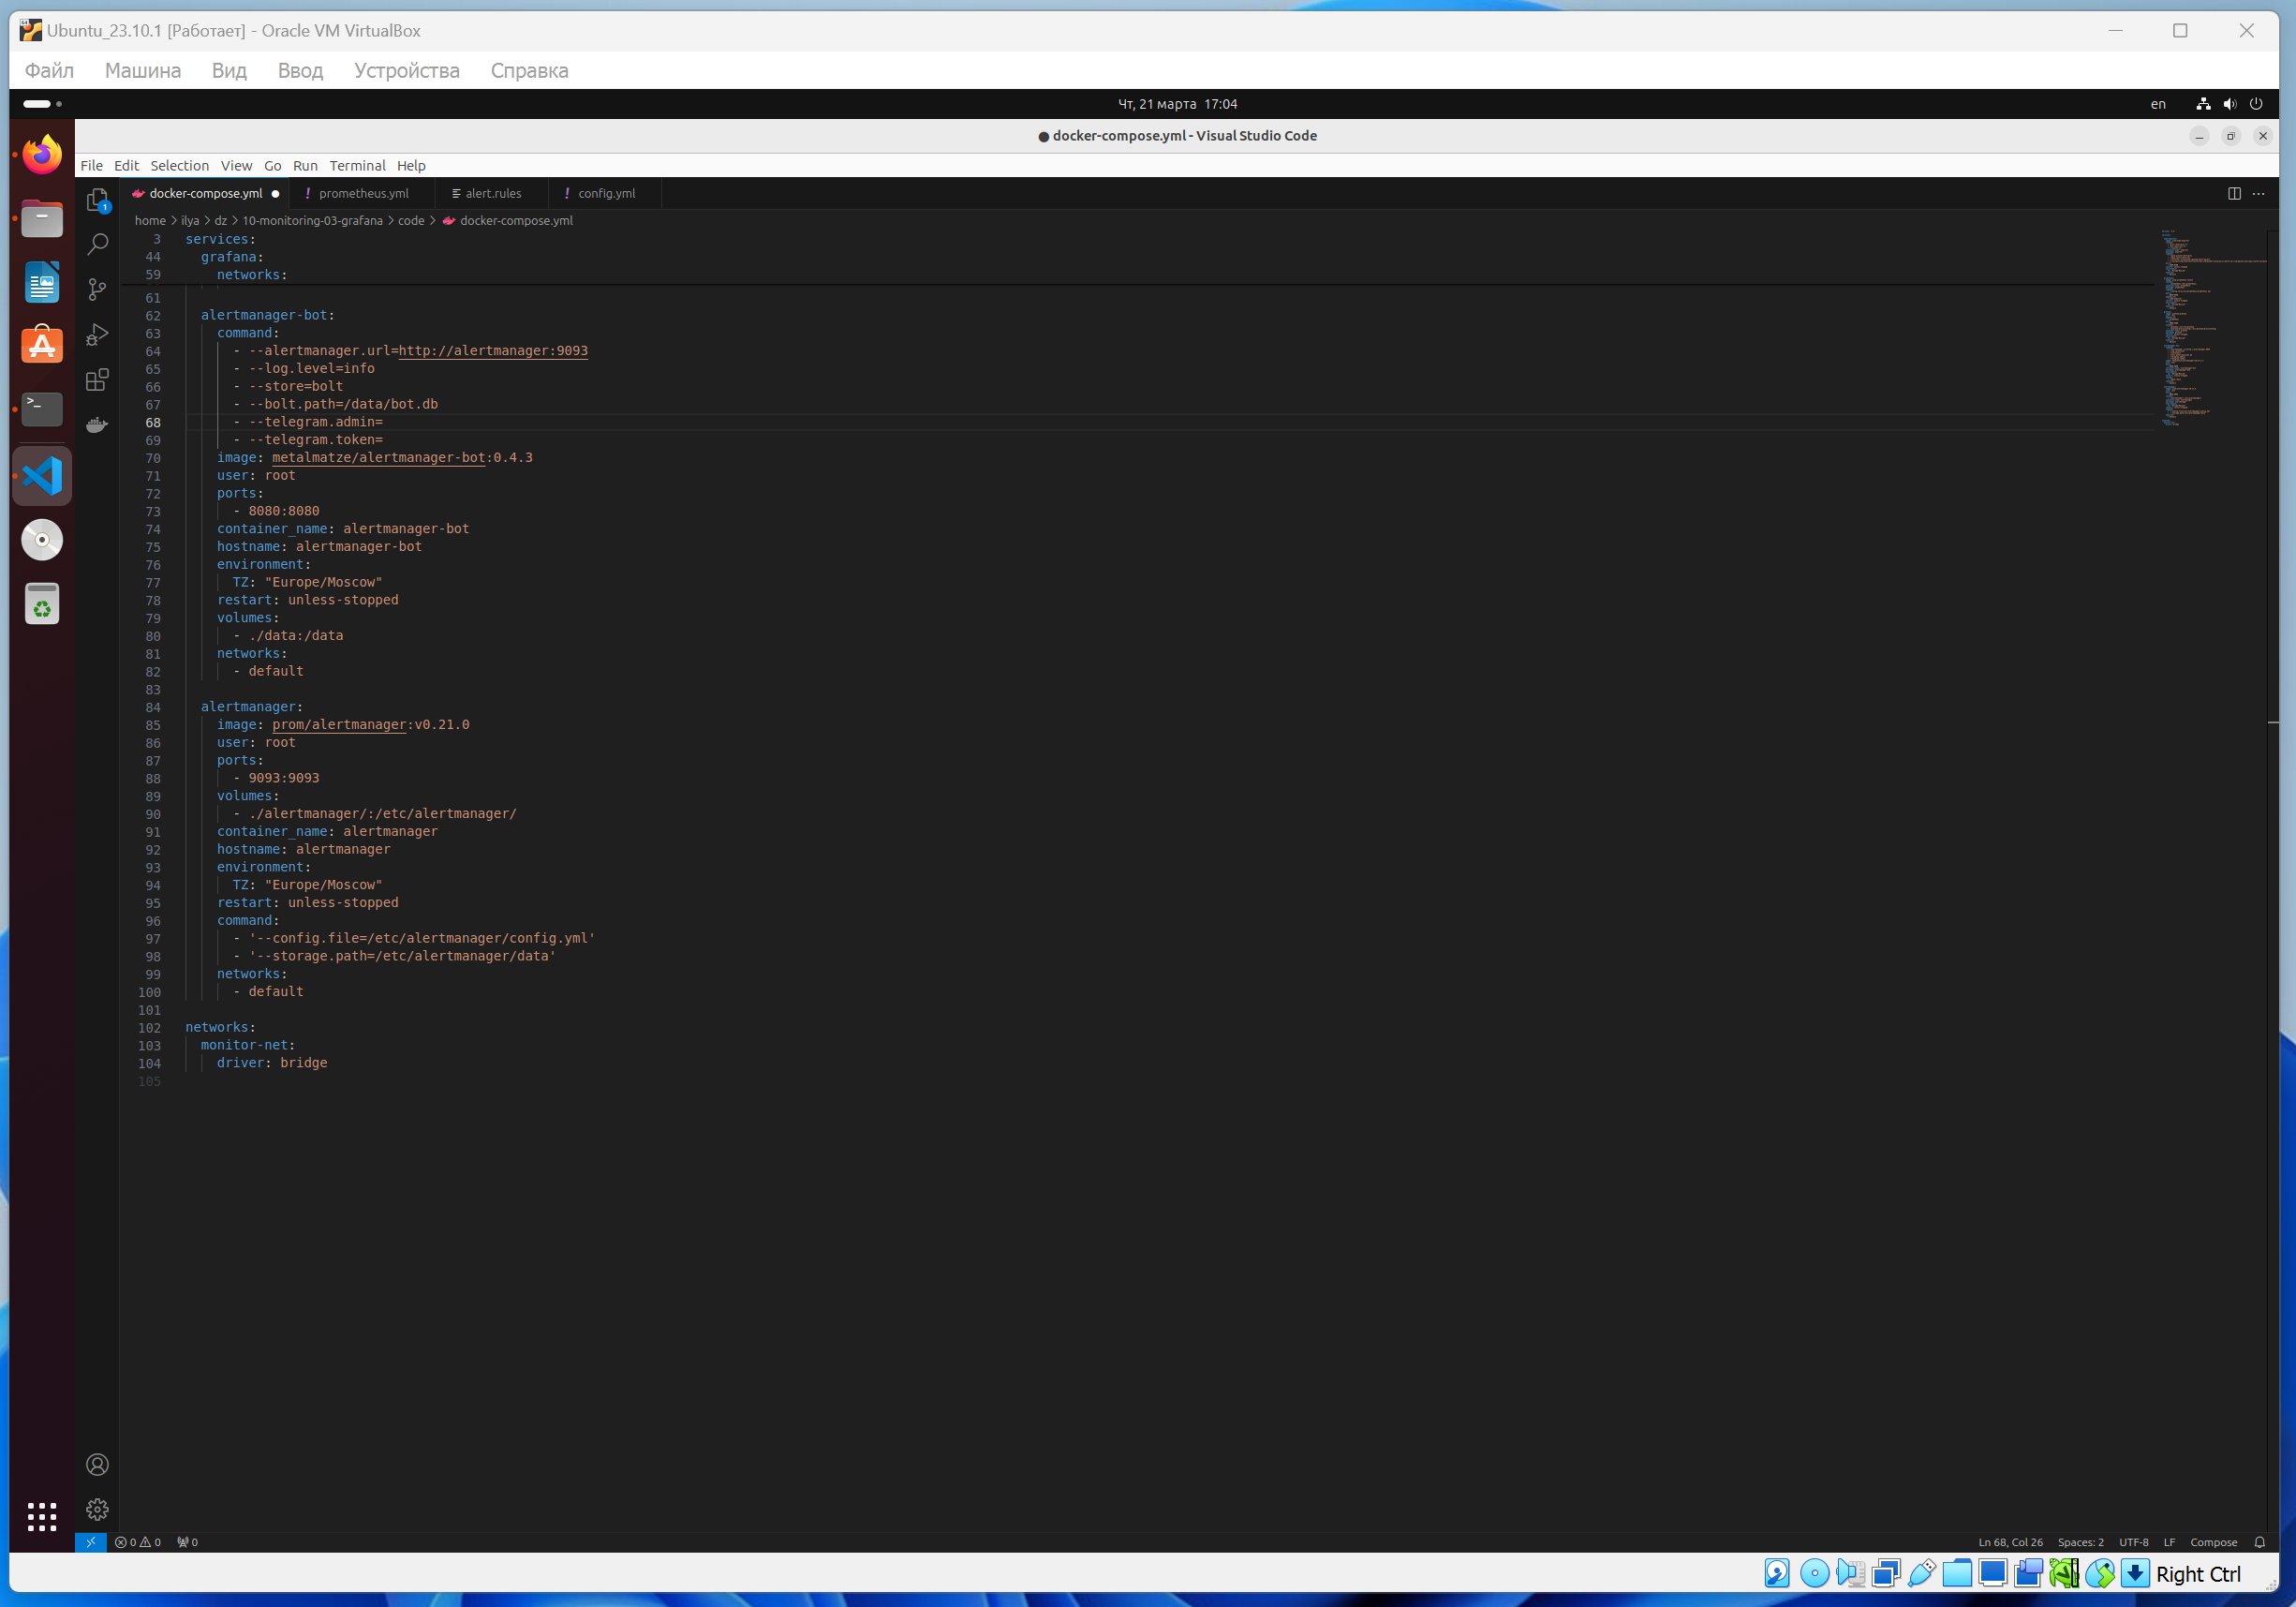 Ubuntu_23.10.1 [Работает] - Oracle VM VirtualBox
Файл Машина Вид Ввод Устройства Справка
Чт, 21 марта 17:04
en
docker-compose.yml - Visual Studio Code
File Edit Selection View Go Run Terminal Help
docker-compose.yml prometheus.yml alert.rules config.yml
home > ilya > dz > 10-monitoring-03-grafana > code > docker-compose.yml
3 services:
44 grafana:
59 networks:
61
62 alertmanager-bot:
63 command:
64 - --alertmanager.url=http://alertmanager:9093
65 - --log.level=info
66 - --store=bolt
67 - --bolt.path=/data/bot.db
68 - --telegram.admin=
69 - --telegram.token=
70 image: metalmatze/alertmanager-bot:0.4.3
71 user: root
72 ports:
73 - 8080:8080
74 container_name: alertmanager-bot
75 hostname: alertmanager-bot
76 environment:
77 TZ: "Europe/Moscow"
78 restart: unless-stopped
79 volumes:
80 - ./data:/data
81 networks:
82 - default
83
84 alertmanager:
85 image: prom/alertmanager:v0.21.0
86 user: root
87 ports:
88 - 9093:9093
89 volumes:
90 - ./alertmanager/:/etc/alertmanager/
91 container_name: alertmanager
92 hostname: alertmanager
93 environment:
94 TZ: "Europe/Moscow"
95 restart: unless-stopped
96 command:
97 - '--config.file=/etc/alertmanager/config.yml'
98 - '--storage.path=/etc/alertmanager/data'
99 networks:
100 - default
101
102 networks:
103 monitor-net:
104 driver: bridge
105
1
0 0 0
Ln 68, Col 26 Spaces: 2 UTF-8 LF Compose
Right Ctrl